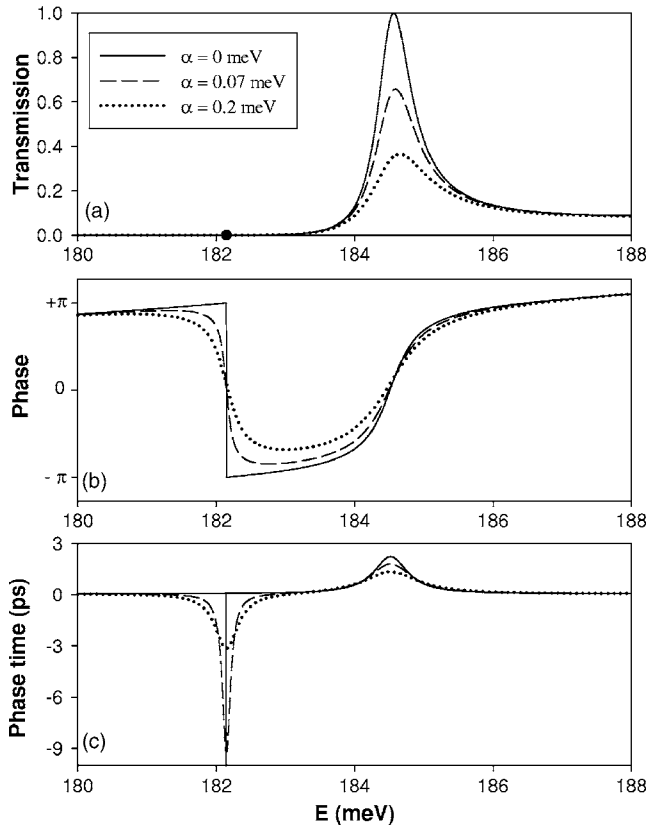 1.0
0.8
0.6
0.4
0.2
0.0
Transmission
α = 0 meV
α = 0.07 meV
α = 0.2 meV
(a)
180 182 184 186 188
+π
0
- π
Phase
(b)
180 182 184 186 188
3
0
-3
-6
-9
Phase time (ps)
(c)
180 182 184 186 188
E (meV)